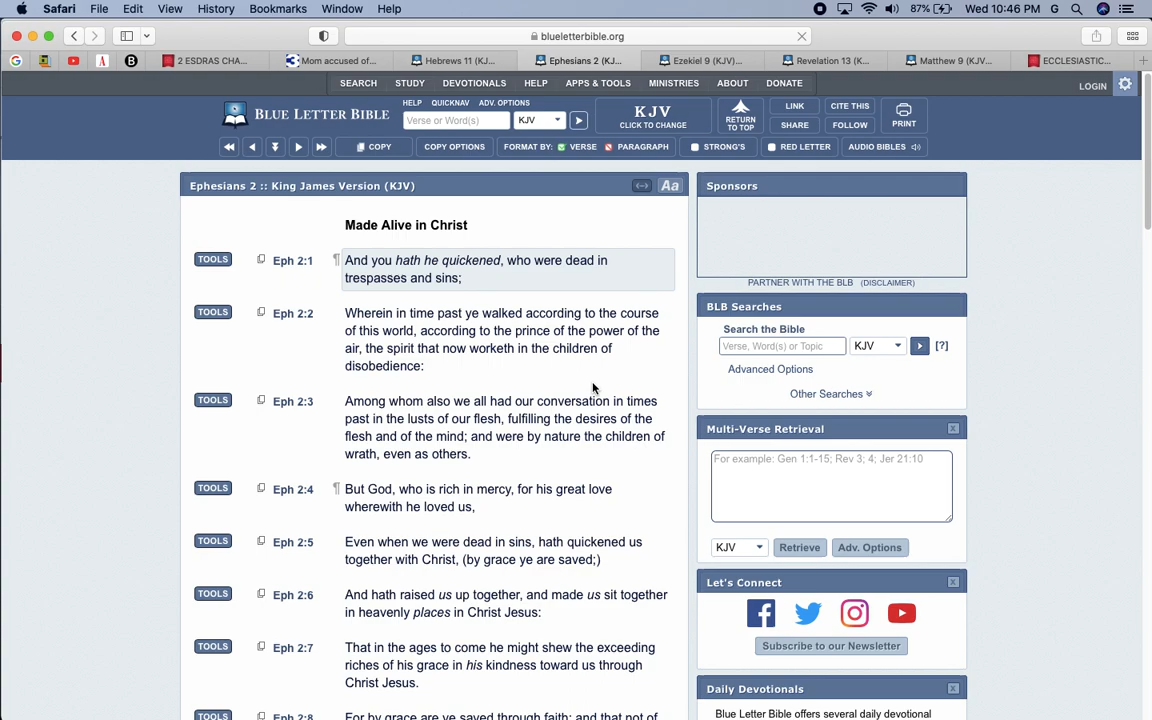 Safari File Edit View History Bookmarks Window Help 87% Wed 10:46 PM G
blueletterbible.org
2 ESDRAS CHA... Mom accused of... Hebrews 11 (KJ... Ephesians 2 (KJ... Ezekiel 9 (KJV)... Revelation 13 (K... Matthew 9 (KJV... ECCLESIASTIC...
SEARCH STUDY DEVOTIONALS HELP APPS & TOOLS MINISTRIES ABOUT DONATE LOGIN
BLUE LETTER BIBLE
HELP QUICKNAV ADV. OPTIONS
Verse or Word(s) KJV
KJV
CLICK TO CHANGE
RETURN
TO TOP
LINK CITE THIS
SHARE FOLLOW
PRINT
COPY COPY OPTIONS FORMAT BY: VERSE PARAGRAPH STRONG'S RED LETTER AUDIO BIBLES
Ephesians 2 :: King James Version (KJV) Aa
Made Alive in Christ
TOOLS Eph 2:1 ¶ And you hath he quickened, who were dead in
trespasses and sins;
TOOLS Eph 2:2 Wherein in time past ye walked according to the course
of this world, according to the prince of the power of the
air, the spirit that now worketh in the children of
disobedience:
TOOLS Eph 2:3 Among whom also we all had our conversation in times
past in the lusts of our flesh, fulfilling the desires of the
flesh and of the mind; and were by nature the children of
wrath, even as others.
TOOLS Eph 2:4 ¶ But God, who is rich in mercy, for his great love
wherewith he loved us,
TOOLS Eph 2:5 Even when we were dead in sins, hath quickened us
together with Christ, (by grace ye are saved;)
TOOLS Eph 2:6 And hath raised us up together, and made us sit together
in heavenly places in Christ Jesus:
TOOLS Eph 2:7 That in the ages to come he might shew the exceeding
riches of his grace in his kindness toward us through
Christ Jesus.
TOOLS Eph 2:8 For by grace are ye saved through faith; and that not of
Sponsors
PARTNER WITH THE BLB (DISCLAIMER)
BLB Searches
Search the Bible
Verse, Word(s) or Topic KJV [?]
Advanced Options
Other Searches
Multi-Verse Retrieval x
For example: Gen 1:1-15; Rev 3; 4; Jer 21:10
KJV Retrieve Adv. Options
Let's Connect x
Subscribe to our Newsletter
Daily Devotionals x
Blue Letter Bible offers several daily devotional